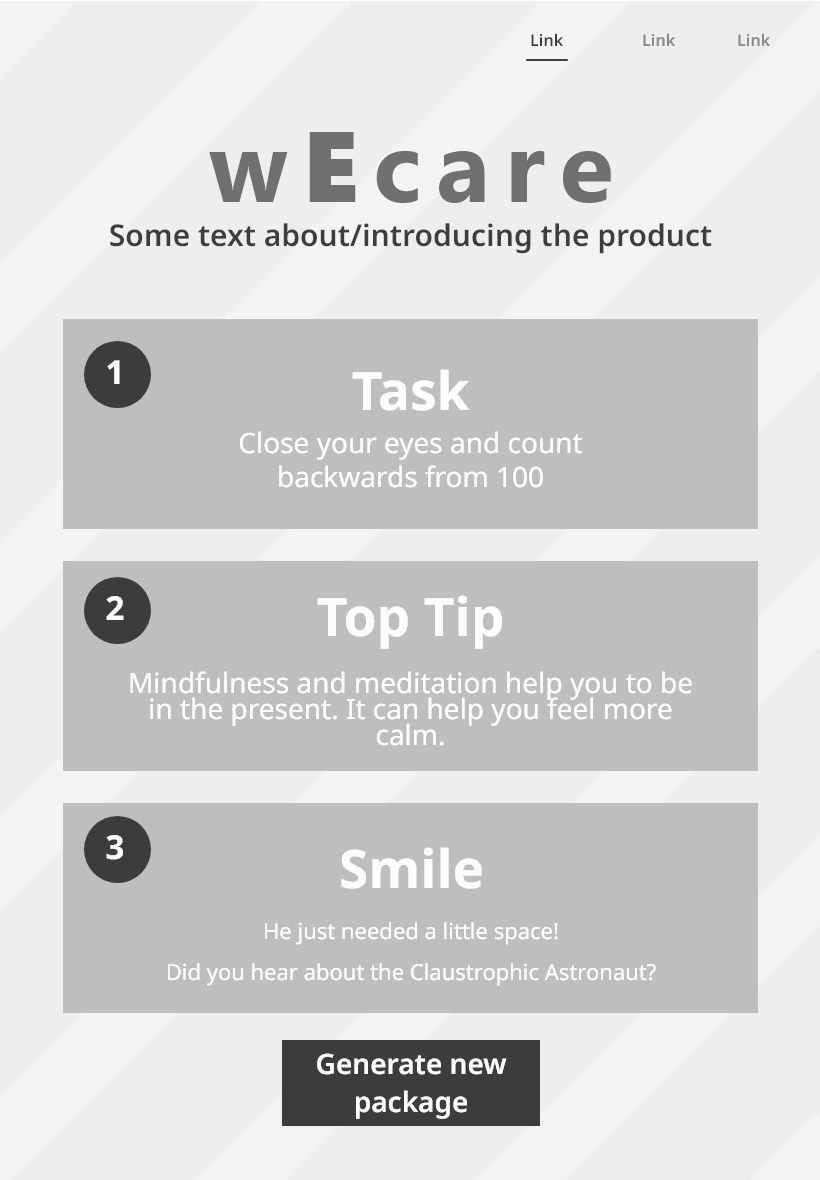 Link Link Link
wEcare
Some text about/introducing the product
1
Task
Close your eyes and count
backwards from 100
2
Top Tip
Mindfulness and meditation help you to be
in the present. It can help you feel more
calm.
3
Smile
He just needed a little space!
Did you hear about the Claustrophic Astronaut?
Generate new
package